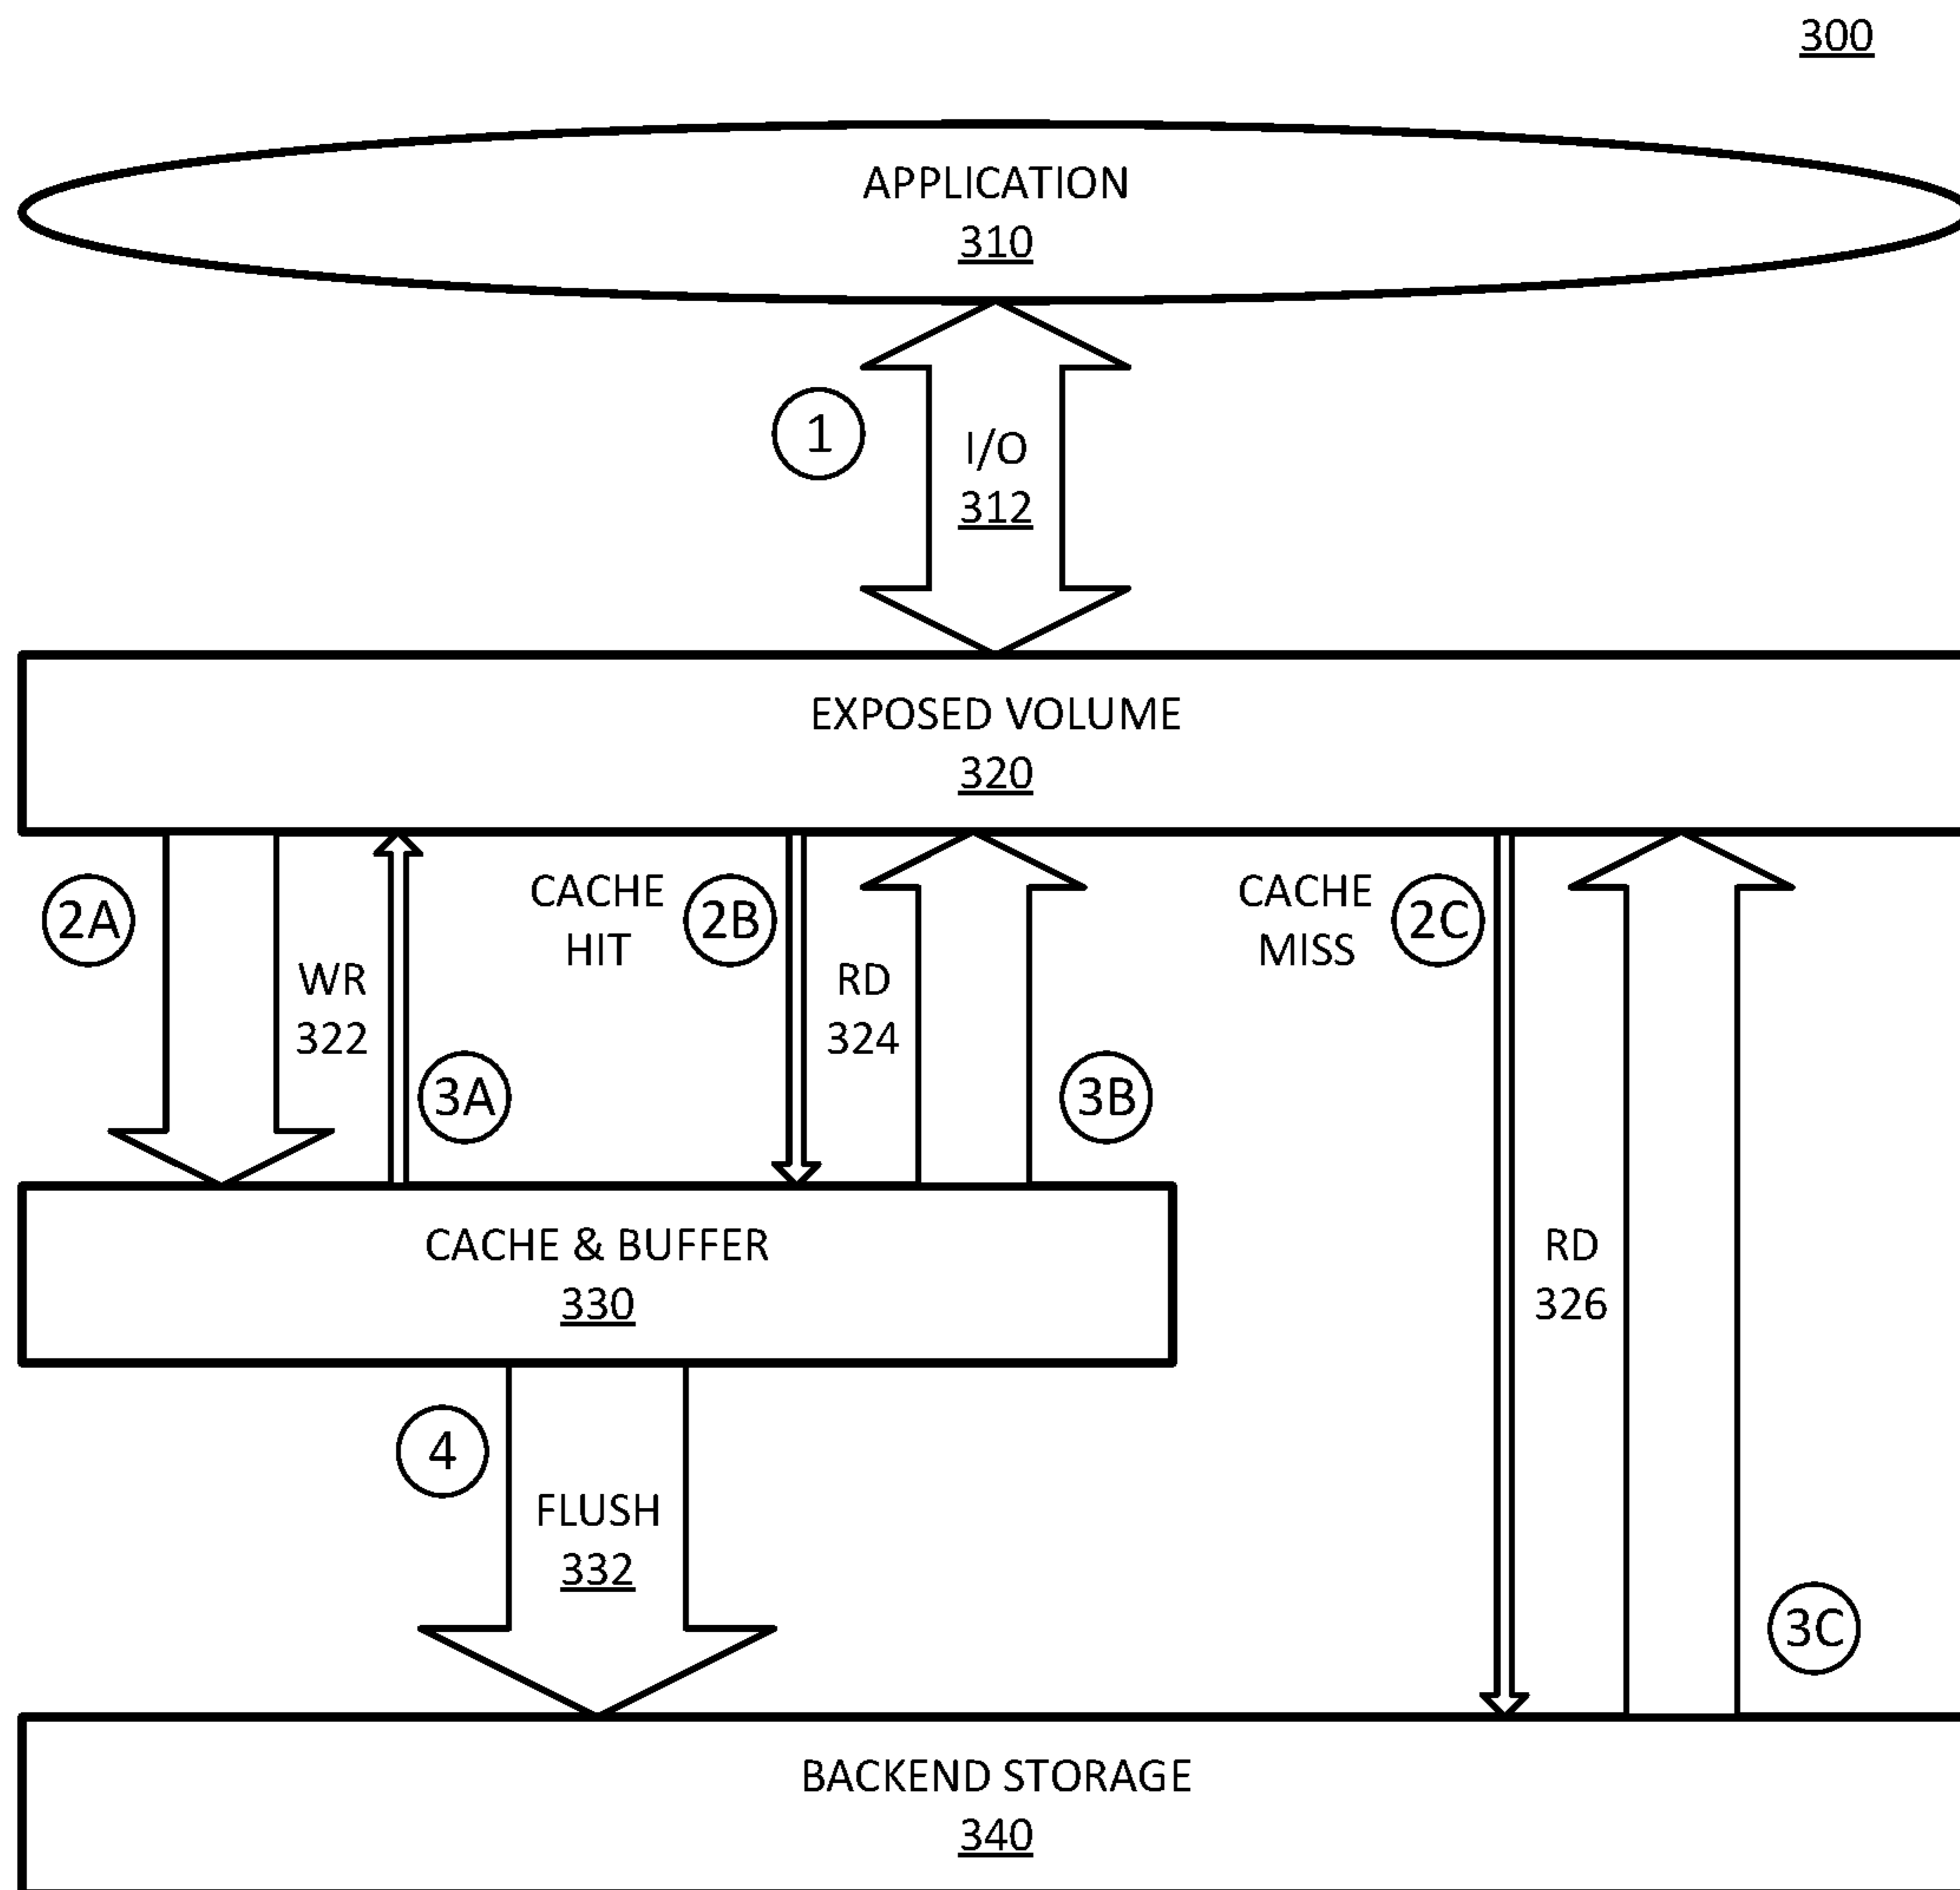 300
APPLICATION
310
1
I/O
312
EXPOSED VOLUME
320
2A
WR
322
3A
CACHE
HIT
2B
RD
324
3B
CACHE
MISS
2C
RD
326
3C
CACHE & BUFFER
330
4
FLUSH
332
BACKEND STORAGE
340